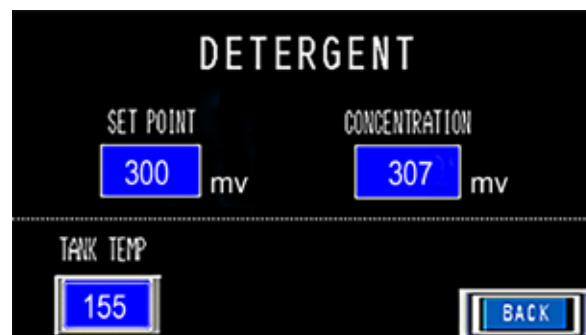 DETERGENT
SET POINT CONCENTRATION
300 mv 307 mv
TANK TEMP
155
BACK